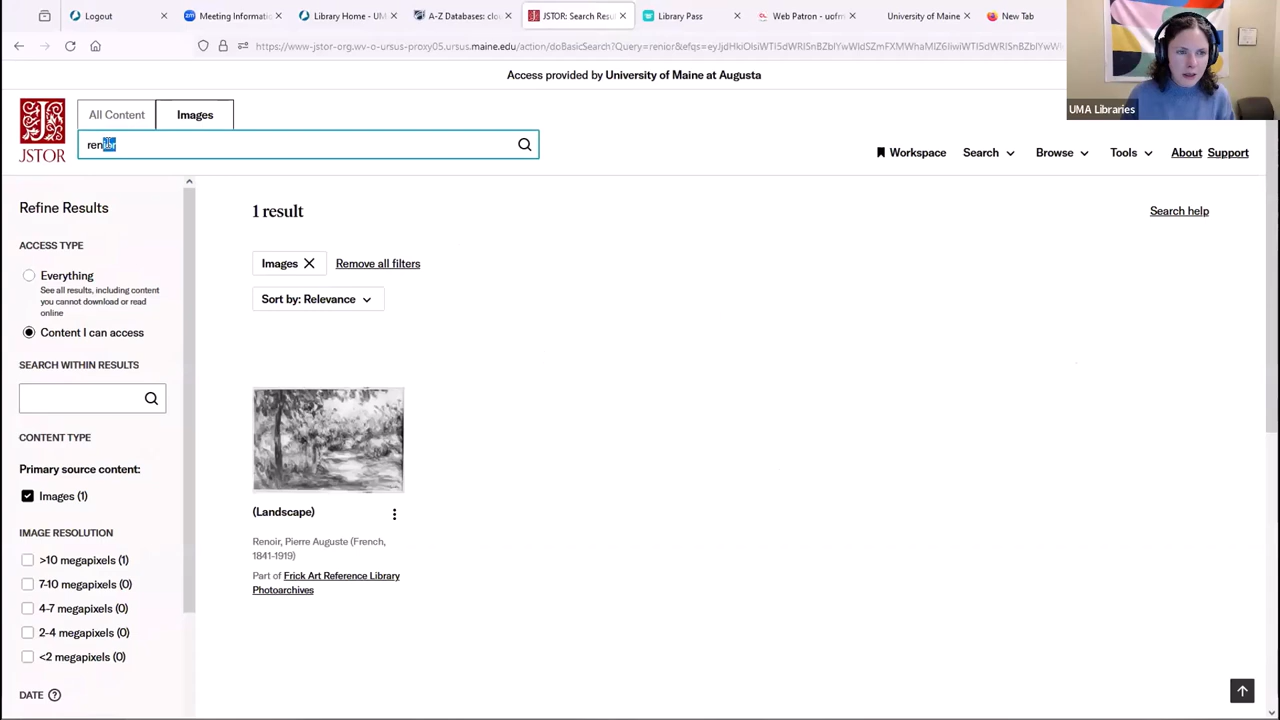 Logout
Meeting Informati
Library Home - UM
A-Z Databases: Co
JSTOR: Search Resu
Library Pass
Web Patron - uofm
University of Maine
New Tab
Access provided by University of Maine at Augusta
UMA Libraries
All Content
Images
renior
JSTOR
Workspace
Search
Browse
Tools
About
Support
Refine Results
1 result
Search help
ACCESS TYPE
Images
Remove all filters
Everything
See all results, including content
you cannot download or read
online
Sort by: Relevance
Content I can access
SEARCH WITHIN RESULTS
CONTENT TYPE
Primary source content:
Images (1)
(Landscape)
IMAGE RESOLUTION
Renoir, Pierre Auguste (French,
1841-1919)
>10 megapixels (1)
Part of Frick Art Reference Library
Photoarchives
7-10 megapixels (0)
4-7 megapixels (0)
2-4 megapixels (0)
<2 megapixels (0)
DATE